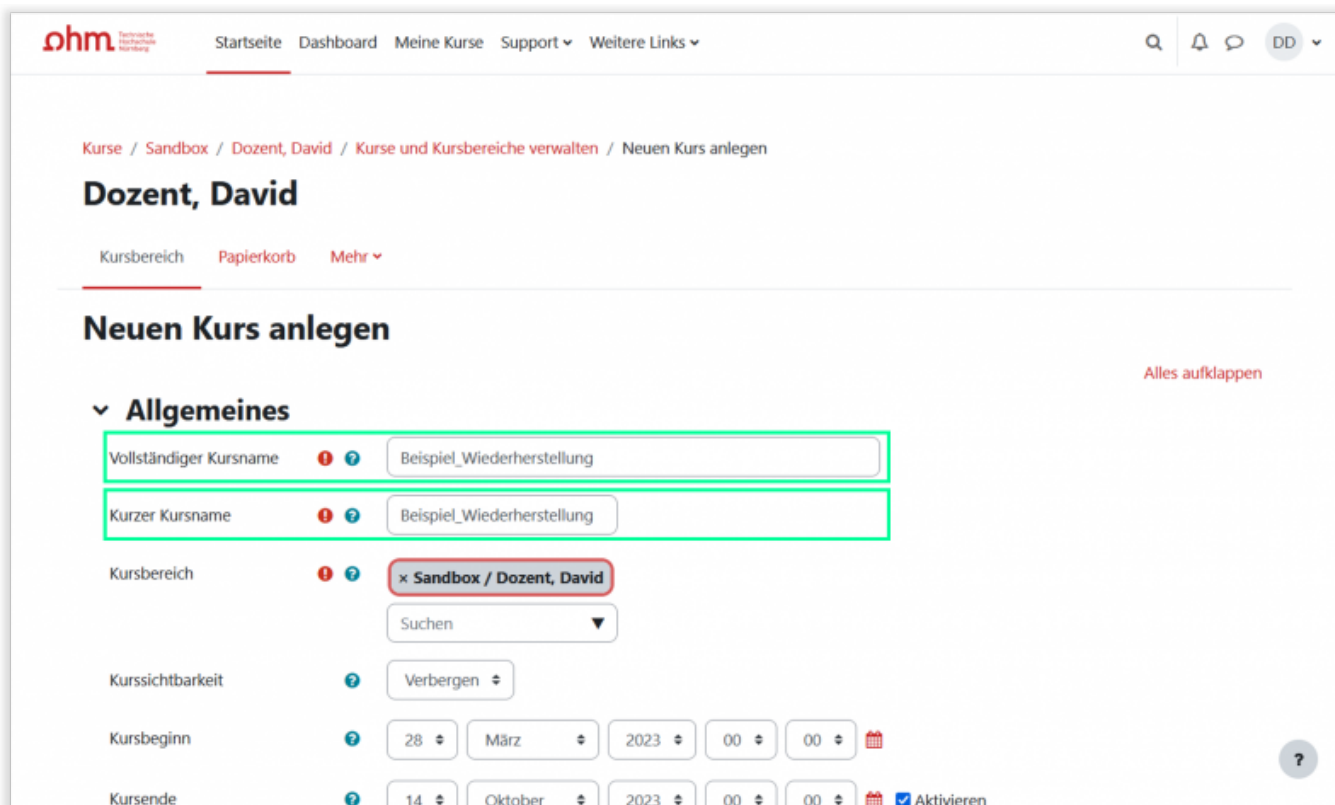 ohm Technische
Hochschule
Nürnberg
Startseite Dashboard Meine Kurse Support Weitere Links DD
Kurse / Sandbox / Dozent, David / Kurse und Kursbereiche verwalten / Neuen Kurs anlegen
Dozent, David
Kursbereich Papierkorb Mehr
Neuen Kurs anlegen
Alles aufklappen
Allgemeines
Vollständiger Kursname ! ? Beispiel_Wiederherstellung
Kurzer Kursname ! ? Beispiel_Wiederherstellung
Kursbereich ! ? × Sandbox / Dozent, David
Suchen ▼
Kurssichtbarkeit ? Verbergen
Kursbeginn ? 28 März 2023 00 00
?
Kursende ? 14 Oktober 2023 00 00 Aktivieren